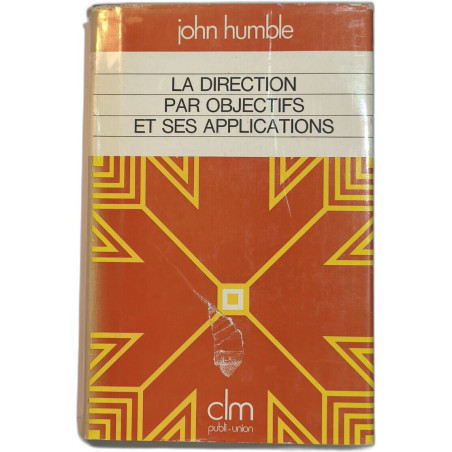 john humble
LA DIRECTION
PAR OBJECTIFS
ET SES APPLICATIONS
clm
publi-union